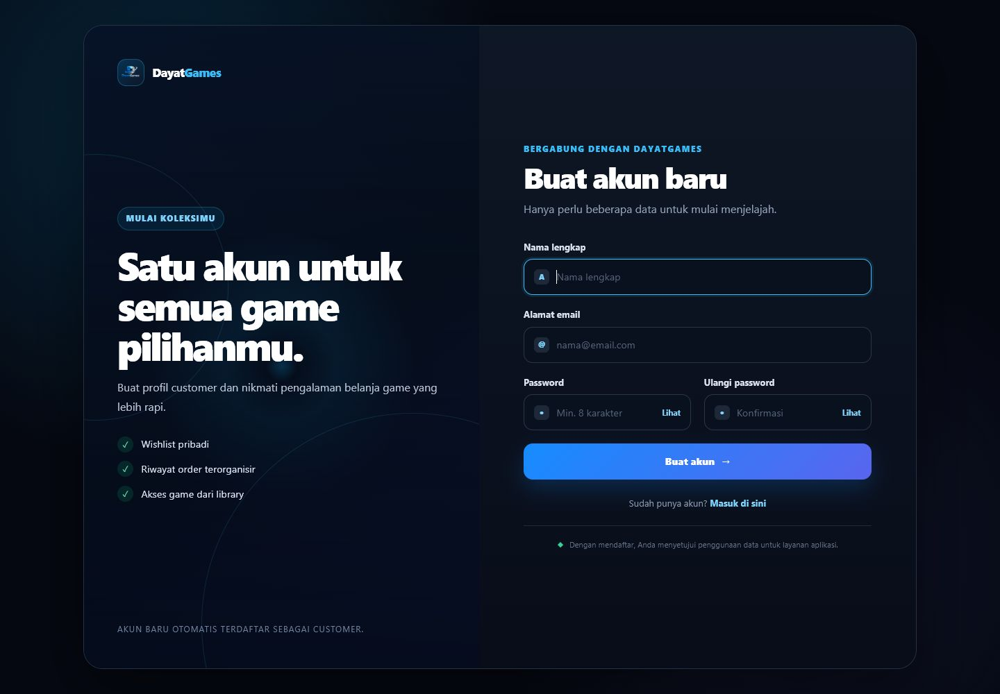 DayatGames
MULAI KOLEKSIMU
Satu akun untuk
semua game
pilihanmu.
Buat profil customer dan nikmati pengalaman belanja game yang
lebih rapi.
✓ Wishlist pribadi
✓ Riwayat order terorganisir
✓ Akses game dari library
AKUN BARU OTOMATIS TERDAFTAR SEBAGAI CUSTOMER.
BERGABUNG DENGAN DAYATGAMES
Buat akun baru
Hanya perlu beberapa data untuk mulai menjelajah.
Nama lengkap
A Nama lengkap
Alamat email
@ nama@email.com
Password Ulangi password
• Min. 8 karakter Lihat • Konfirmasi Lihat
Buat akun →
Sudah punya akun? Masuk di sini
◆ Dengan mendaftar, Anda menyetujui penggunaan data untuk layanan aplikasi.